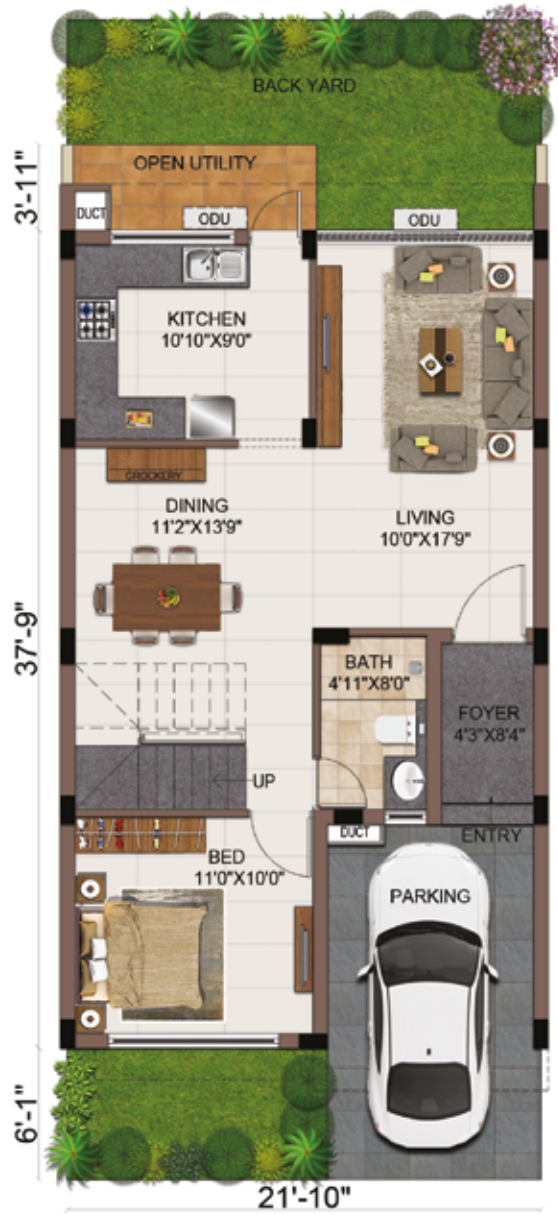 BACK YARD
OPEN UTILITY
3'-11"
DUCT
ODU
ODU
KITCHEN
10'10"X9'0"
CROCKERY
DINING
11'2"X13'9"
LIVING
10'0"X17'9"
37'-9"
BATH
4'11"X8'0"
FOYER
4'3"X8'4"
UP
DUCT
ENTRY
BED
11'0"X10'0"
PARKING
6'-1"
21'-10"